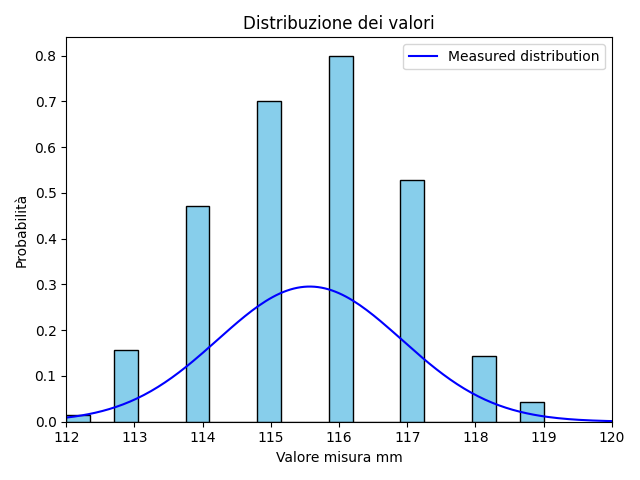 Distribuzione dei valori
Measured distribution
0.8
0.7
0.6
0.5
0.4
0.3
0.2
0.1
0.0
Probabilità
112 113 114 115 116 117 118 119 120
Valore misura mm